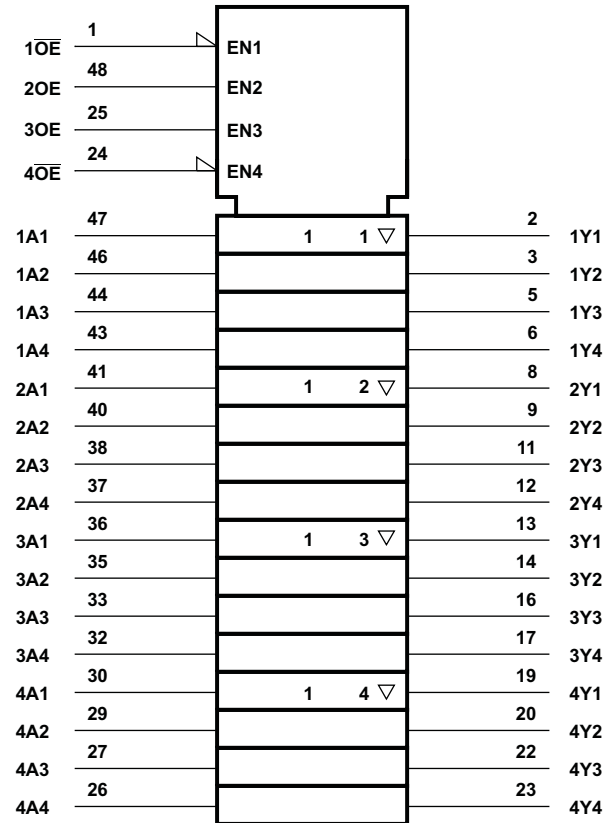 1O̅E̅ 1 EN1
2OE 48 EN2
3OE 25 EN3
4O̅E̅ 24 EN4
1A1 47 1 1 ▽ 2 1Y1
1A2 46 3 1Y2
1A3 44 5 1Y3
1A4 43 6 1Y4
2A1 41 1 2 ▽ 8 2Y1
2A2 40 9 2Y2
2A3 38 11 2Y3
2A4 37 12 2Y4
3A1 36 1 3 ▽ 13 3Y1
3A2 35 14 3Y2
3A3 33 16 3Y3
3A4 32 17 3Y4
4A1 30 1 4 ▽ 19 4Y1
4A2 29 20 4Y2
4A3 27 22 4Y3
4A4 26 23 4Y4